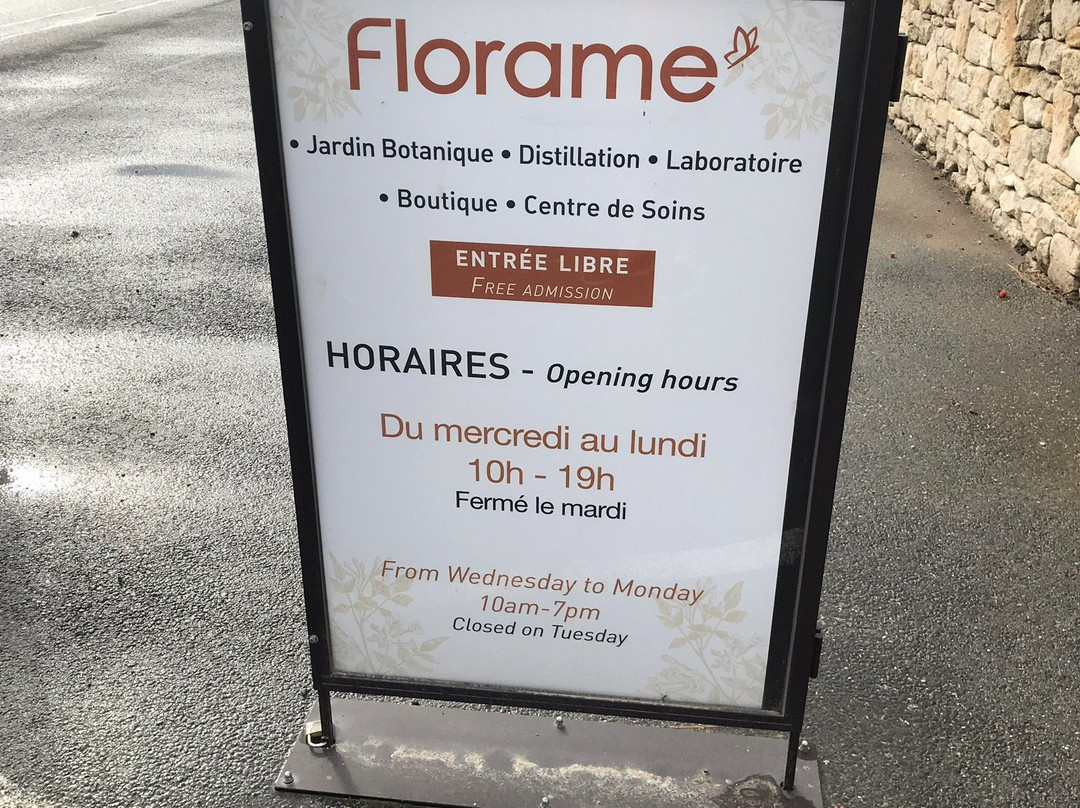 Florame
• Jardin Botanique • Distillation • Laboratoire
• Boutique • Centre de Soins
ENTRÉE LIBRE
FREE ADMISSION
HORAIRES - Opening hours
Du mercredi au lundi
10h - 19h
Fermé le mardi
From Wednesday to Monday
10am-7pm
Closed on Tuesday